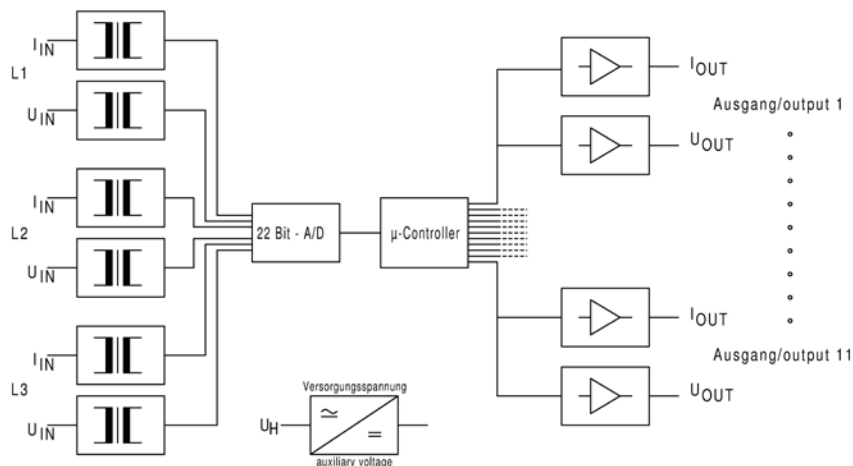 I IN
L1
U IN
I IN
L2
U IN
I IN
L3
U IN
22 Bit - A/D
µ-Controller
I OUT
Ausgang/output 1
U OUT
I OUT
Ausgang/output 11
U OUT
Versorgungsspannung
U H
≃
=
auxiliary voltage